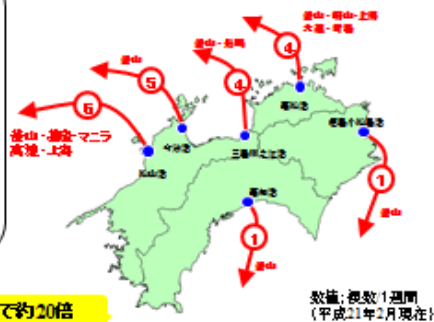 釜山・釜山・上海
大連・青島
④
釜山・光陽
④
釜山
⑤
⑥
釜山・基隆・マニラ
高雄・上海
高松港
徳島小松島港
今治港
三島川之江港
松山港
高知港
①
釜山
①
釜山
で約20倍
数値；便数/1週間
(平成21年2月現在)